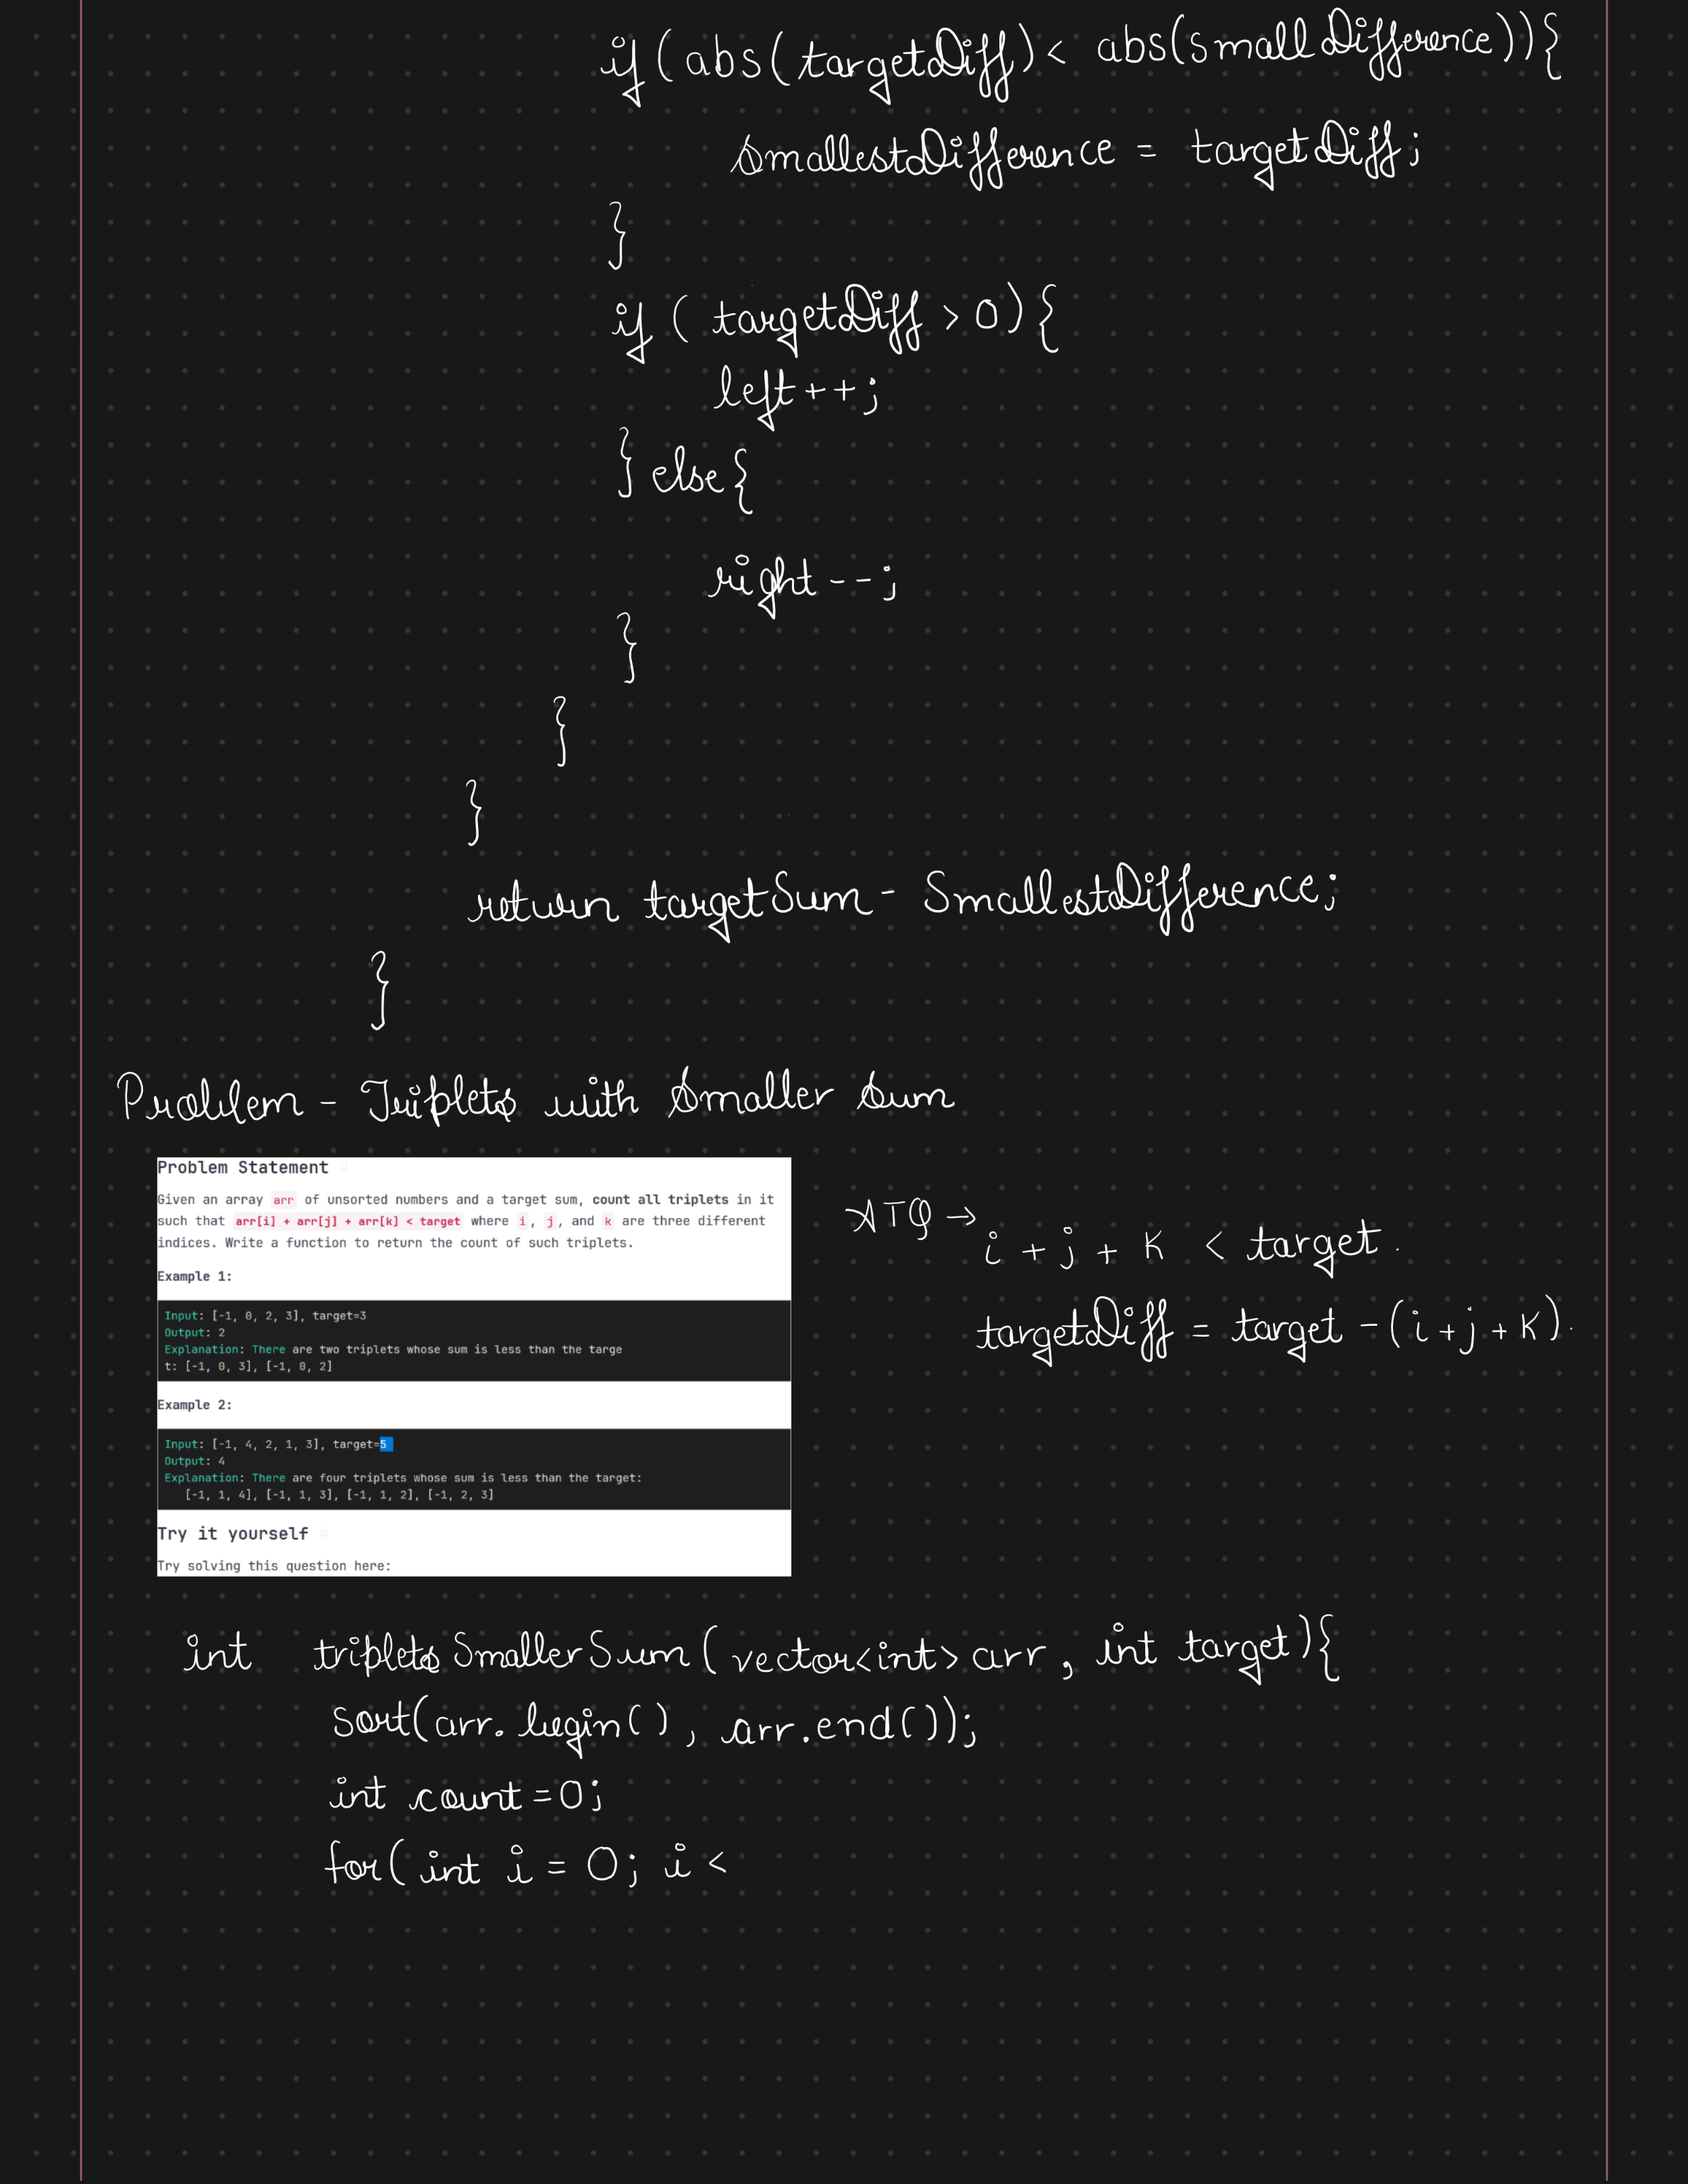 if (abs(targetDiff) < abs(smallDifference)){
smallestDifference = targetDiff;
}
if ( targetDiff > 0) {
left++;
} else {
right--;
}
}
}
return targetSum - SmallestDifference;
}
Problem - Triplets with Smaller Sum
Problem Statement #
Given an array arr of unsorted numbers and a target sum, count all triplets in it
such that arr[i] + arr[j] + arr[k] < target where i, j, and k are three different
indices. Write a function to return the count of such triplets.
Example 1:
Input: [-1, 0, 2, 3], target=3
Output: 2
Explanation: There are two triplets whose sum is less than the targe
t: [-1, 0, 3], [-1, 0, 2]
Example 2:
Input: [-1, 4, 2, 1, 3], target=5
Output: 4
Explanation: There are four triplets whose sum is less than the target:
[-1, 1, 4], [-1, 1, 3], [-1, 1, 2], [-1, 2, 3]
Try it yourself #
Try solving this question here:
ATQ →
i + j + K < target.
targetDiff = target - (i + j + K).
int tripletsSmallerSum (vector<int> arr, int target){
sort(arr.begin(), arr.end());
int count = 0;
for( int i = 0; i <